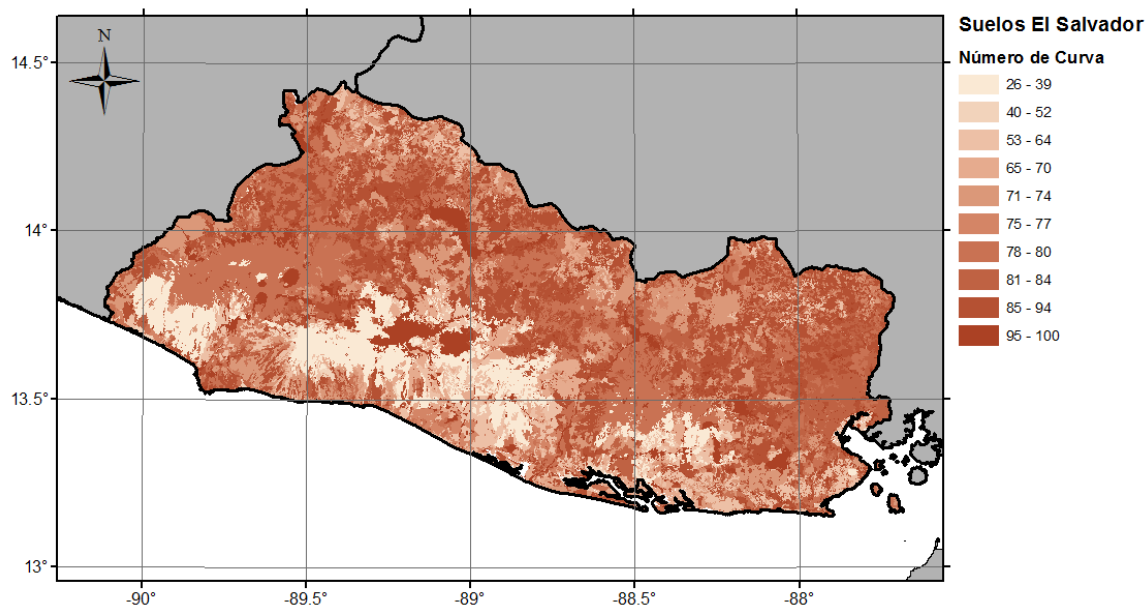 Suelos El Salvador
Número de Curva
26 - 39
40 - 52
53 - 64
65 - 70
71 - 74
75 - 77
78 - 80
81 - 84
85 - 94
95 - 100
N
14.5°
14°
13.5°
13°
-90°
-89.5°
-89°
-88.5°
-88°